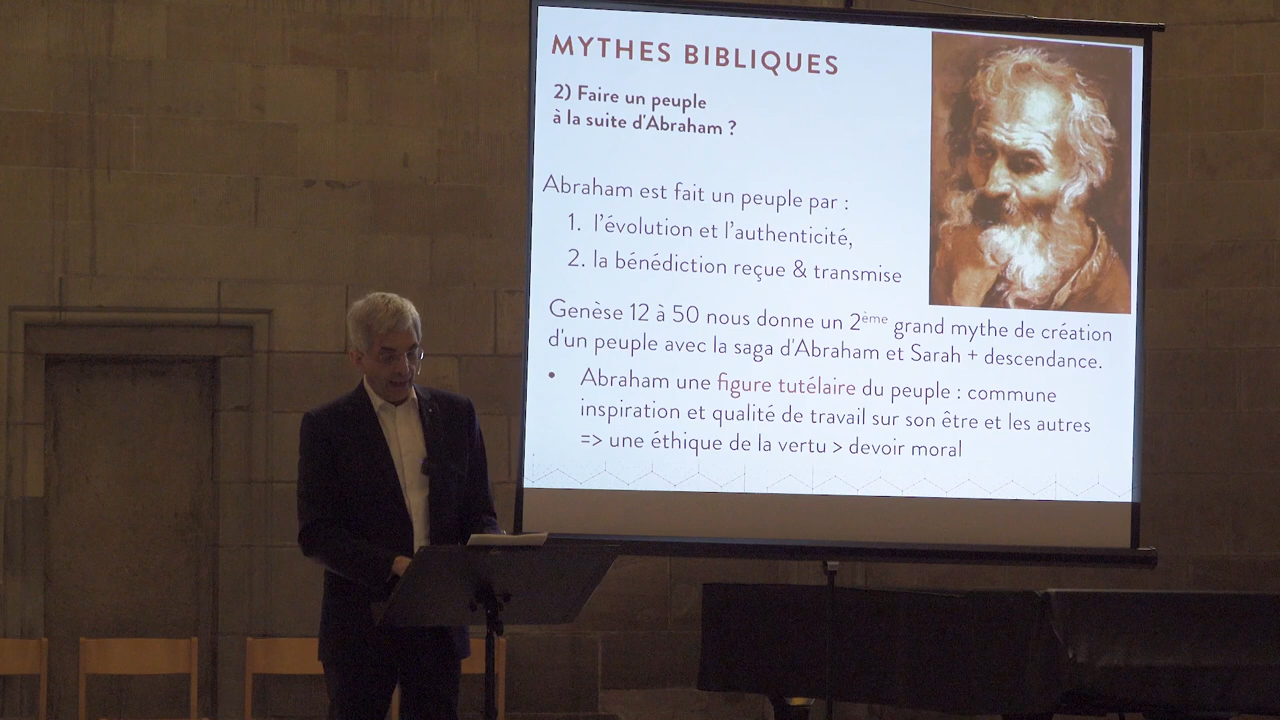 MYTHES BIBLIQUES
2) Faire un peuple
à la suite d'Abraham ?
Abraham est fait un peuple par :
1. l'évolution et l'authenticité,
2. la bénédiction reçue & transmise
Genèse 12 à 50 nous donne un 2ème grand mythe de création
d'un peuple avec la saga d'Abraham et Sarah + descendance.
• Abraham une figure tutélaire du peuple : commune
inspiration et qualité de travail sur son être et les autres
=> une éthique de la vertu > devoir moral